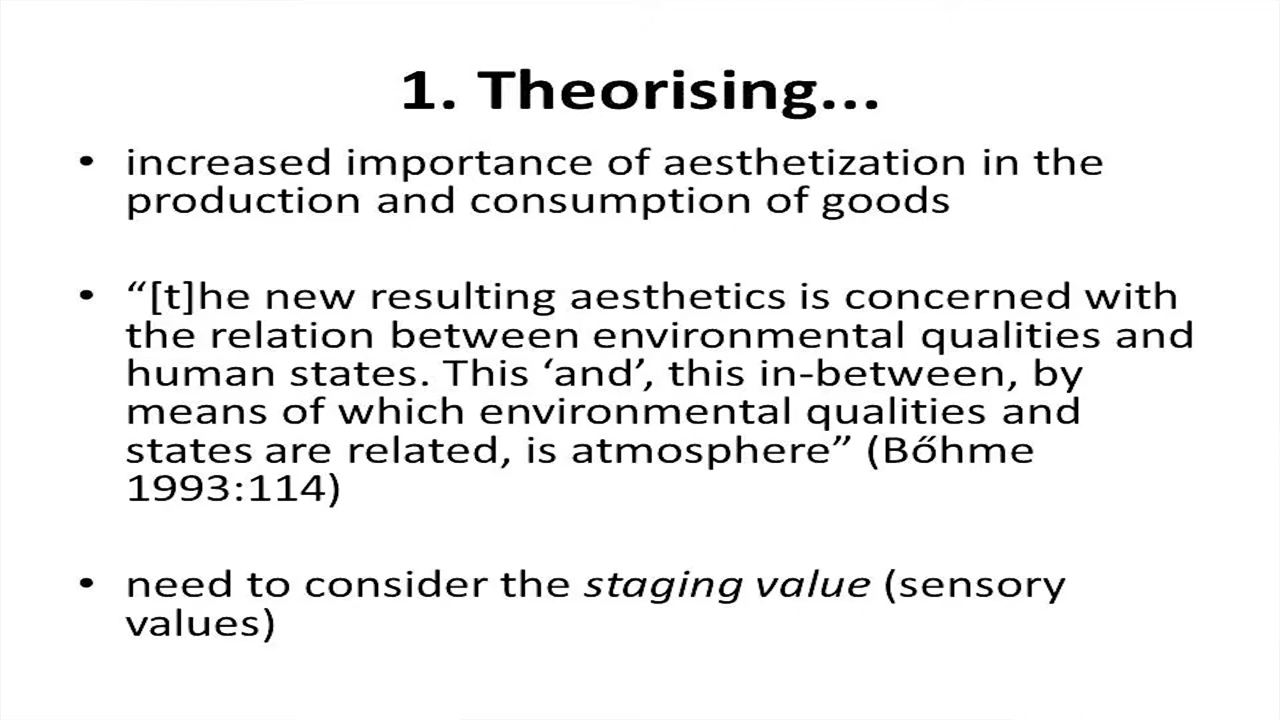 1. Theorising...
• increased importance of aesthetization in the
production and consumption of goods
• “[t]he new resulting aesthetics is concerned with
the relation between environmental qualities and
human states. This ‘and’, this in-between, by
means of which environmental qualities and
states are related, is atmosphere” (Bőhme
1993:114)
• need to consider the staging value (sensory
values)